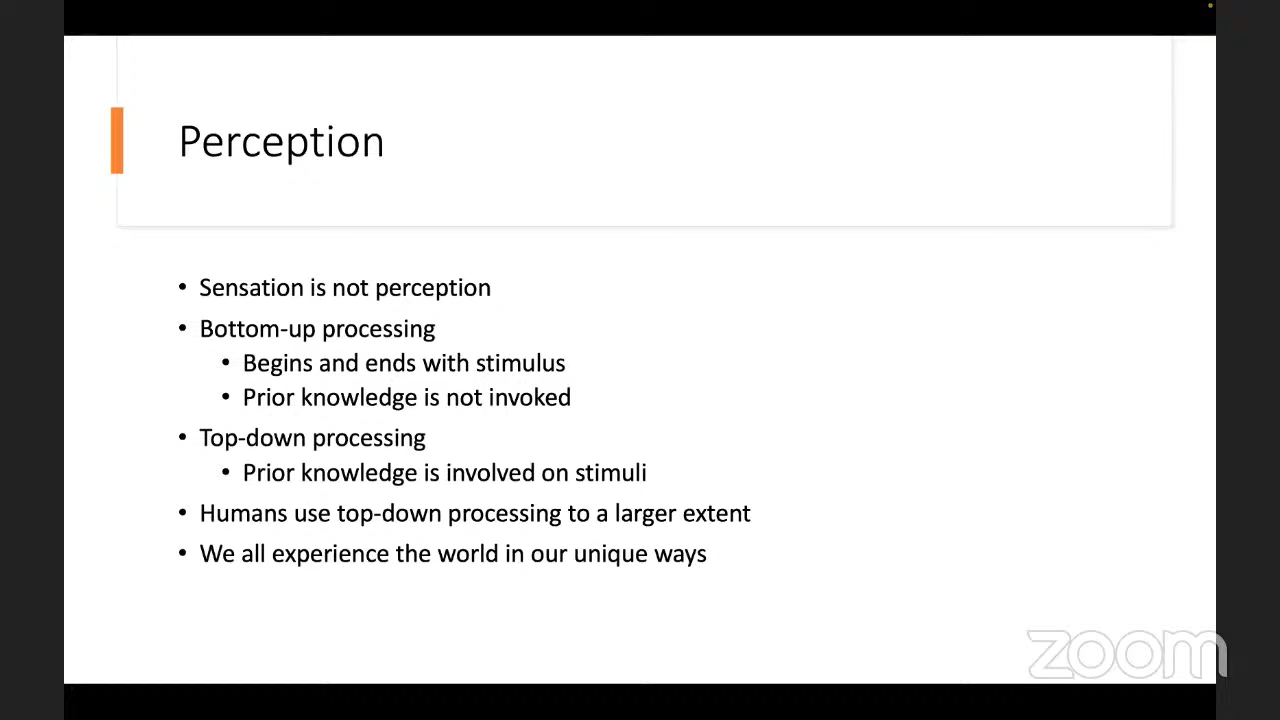 Perception
• Sensation is not perception
• Bottom-up processing
• Begins and ends with stimulus
• Prior knowledge is not invoked
• Top-down processing
• Prior knowledge is involved on stimuli
• Humans use top-down processing to a larger extent
• We all experience the world in our unique ways
zoom